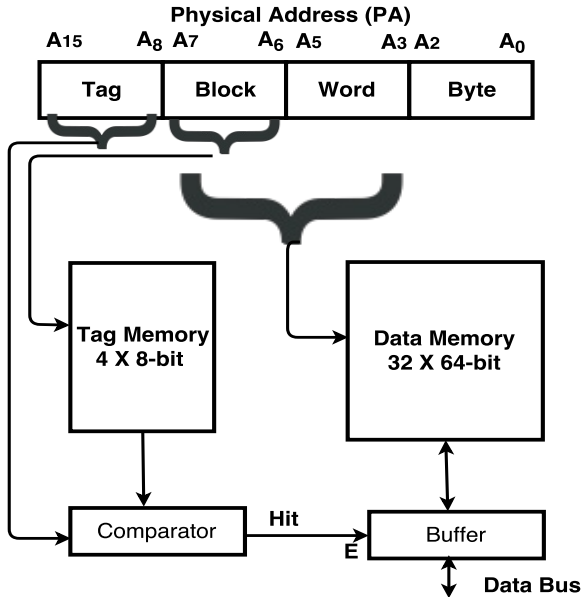 Physical Address (PA)
A15 A8 A7 A6 A5 A3 A2 A0
Tag Block Word Byte
Tag Memory
4 X 8-bit
Data Memory
32 X 64-bit
Comparator
Hit
E
Buffer
Data Bus